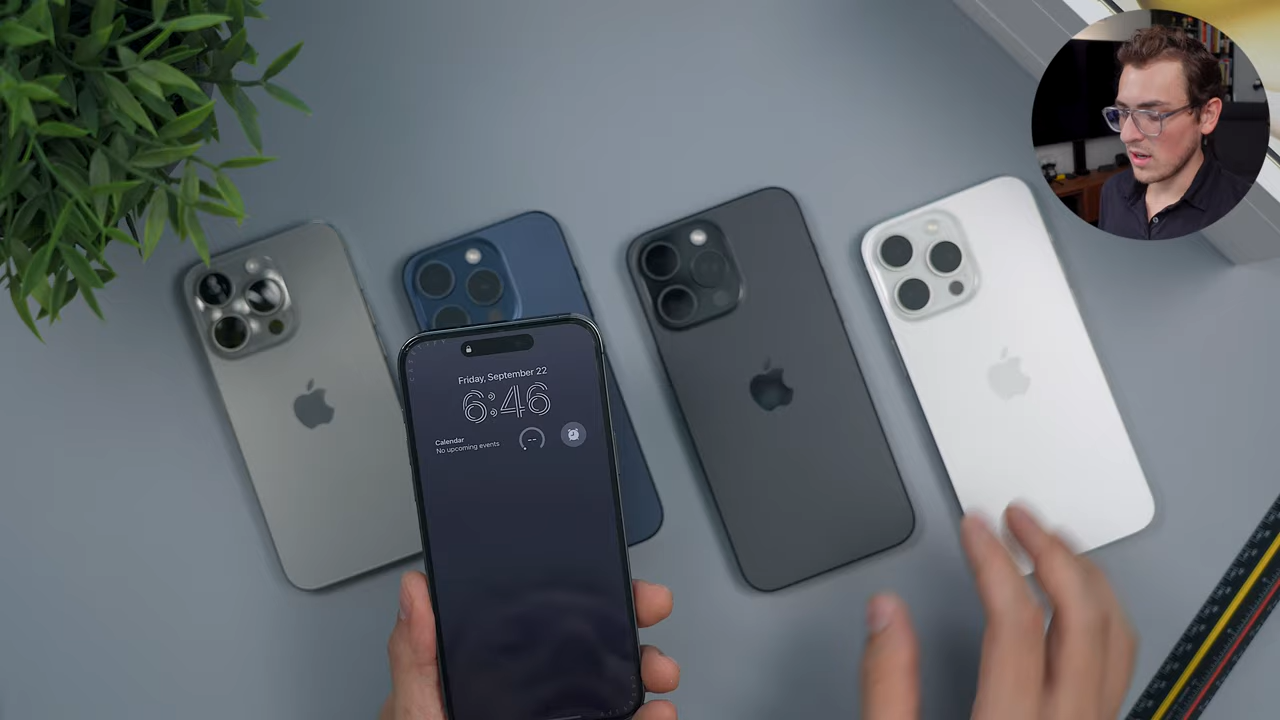 Friday, September 22
6:46
Calendar
No upcoming events
--